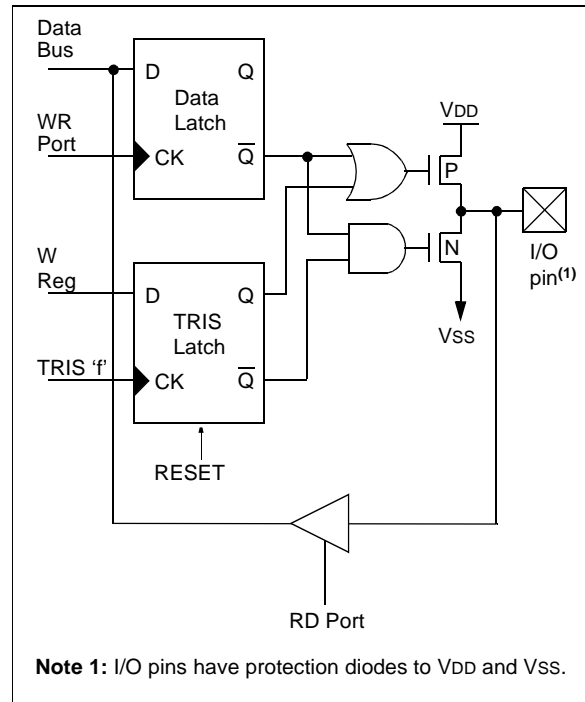 Data
Bus
D
Q
Data
Latch
WR
Port
CK
Q
VDD
P
N
I/O
pin(1)
VSS
W
Reg
D
Q
TRIS
Latch
TRIS 'f'
CK
Q
RESET
RD Port
Note 1: I/O pins have protection diodes to VDD and VSS.